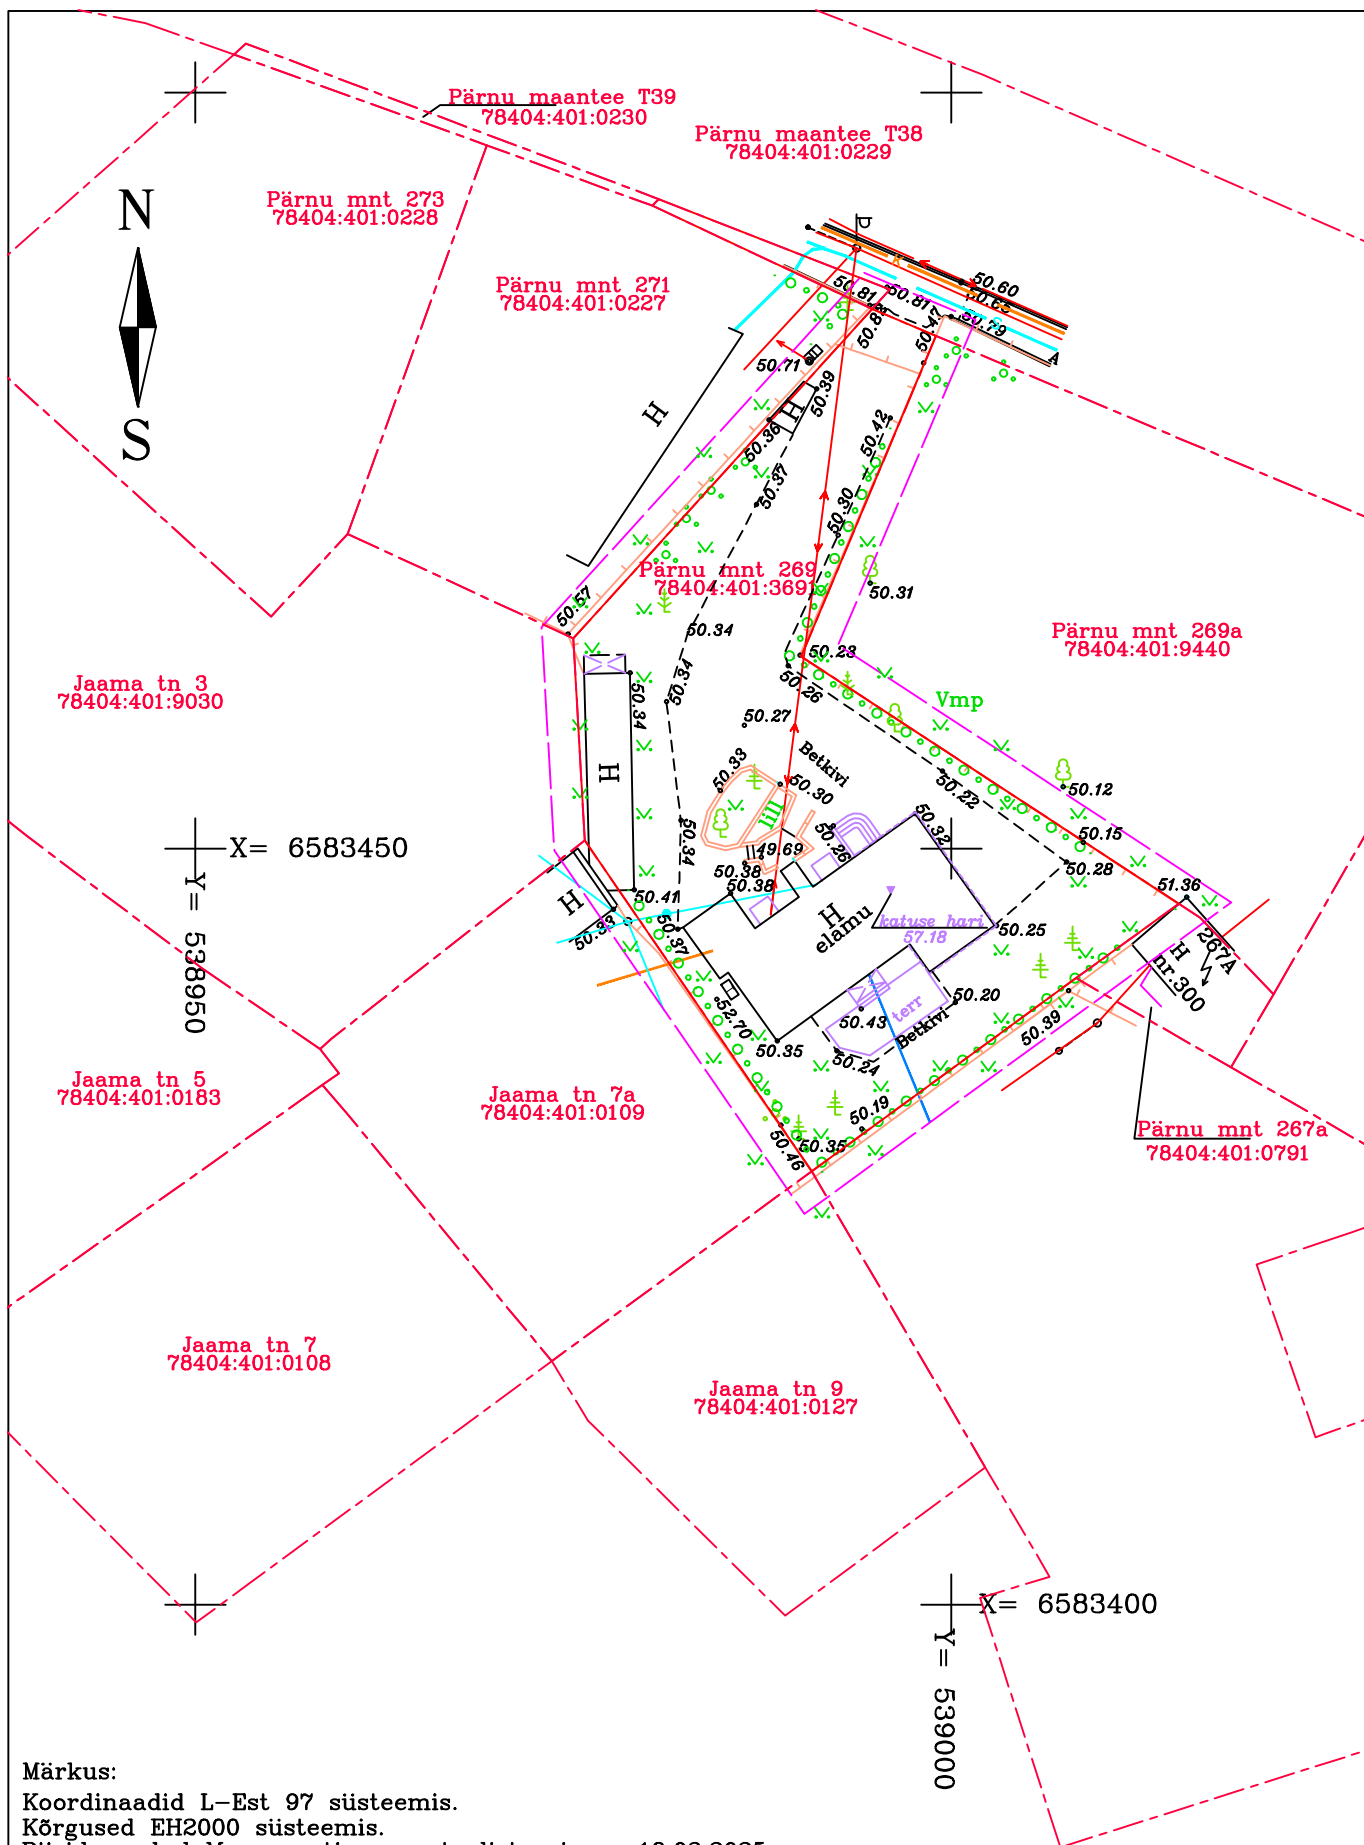 Pärnu maantee T39
78404:401:0230
Pärnu maantee T38
78404:401:0229
Pärnu mnt 273
78404:401:0228
N
S
Pärnu mnt 271
78404:401:0227
50.60
50.65
50.81
50.81
50.79
50.47
A
K
S
50.71
50.39
H
H
50.36
50.42
50.37
50.30
Pärnu mnt 269
78404:401:3691
50.31
50.57
50.34
50.23
50.26
Pärnu mnt 269a
78404:401:9440
Jaama tn 3
78404:401:9030
50.34
50.34
Vmp
50.27
Betkivi
50.33
50.30
50.12
50.22
H
lill
50.32
50.15
50.26
50.34
49.69
50.38
50.28
X= 6583450
Y= 538950
50.38
50.41
51.36
H
50.33
50.37
H
elamu
katuse hari
57.18
50.25
267A
H
nr.300
50.20
terr
50.43
52.70
Betkivi
50.39
50.35
50.24
Jaama tn 5
78404:401:0183
Jaama tn 7a
78404:401:0109
50.19
50.35
50.46
Pärnu mnt 267a
78404:401:0791
Jaama tn 7
78404:401:0108
Jaama tn 9
78404:401:0127
X= 6583400
Y= 539000
Märkus:
Koordinaadid L-Est 97 süsteemis.
Kõrgused EH2000 süsteemis.